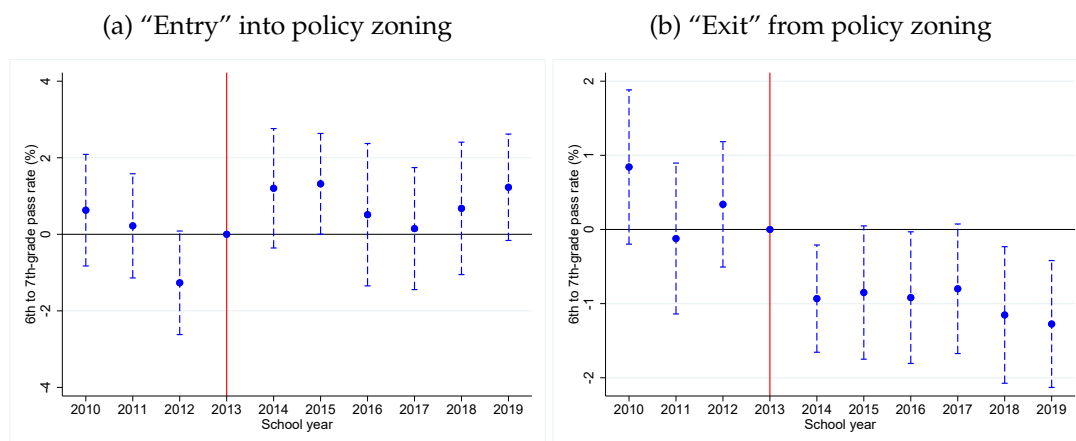 (a) “Entry” into policy zoning
4
2
0
-2
-4
6th to 7th-grade pass rate (%)
2010 2011 2012 2013 2014 2015 2016 2017 2018 2019
School year
(b) “Exit” from policy zoning
2
1
0
-1
-2
6th to 7th-grade pass rate (%)
2010 2011 2012 2013 2014 2015 2016 2017 2018 2019
School year